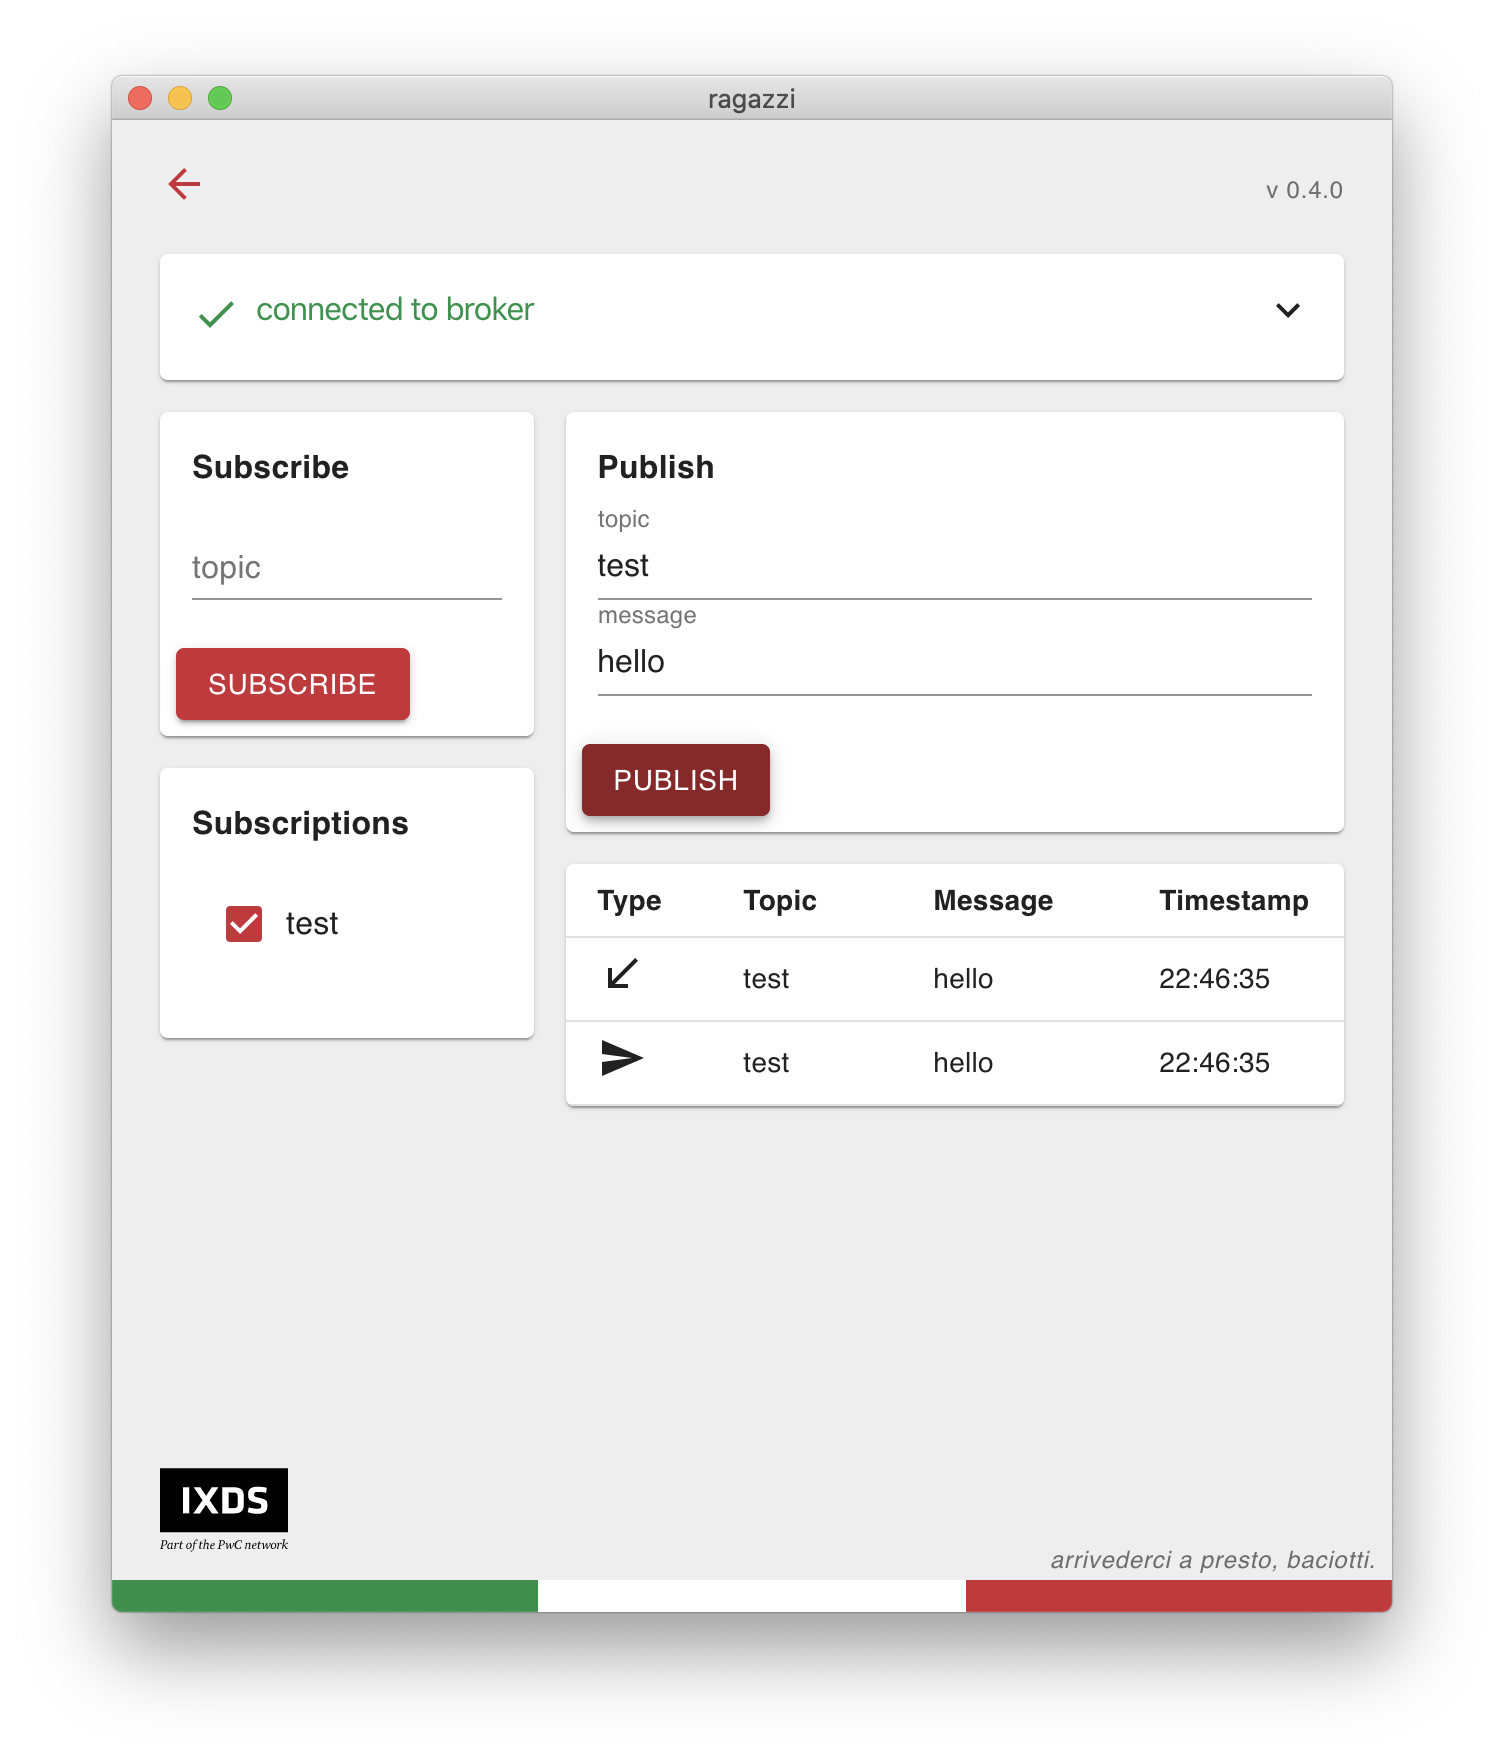 ragazzi
v 0.4.0
connected to broker
Subscribe
topic
SUBSCRIBE
Subscriptions
test
Publish
topic
test
message
hello
PUBLISH
Type Topic Message Timestamp
test hello 22:46:35
test hello 22:46:35
IXDS
Part of the PwC network
arrivederci a presto, baciotti.